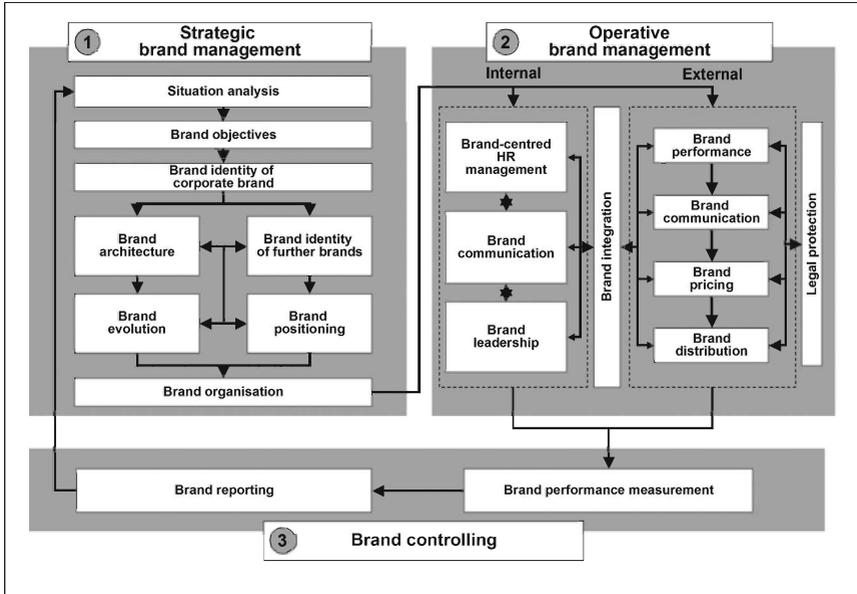 1
Strategic
brand management
Situation analysis
Brand objectives
Brand identity of
corporate brand
Brand
architecture
Brand identity
of further brands
Brand
evolution
Brand
positioning
Brand organisation
2
Operative
brand management
Internal
External
Brand-centred
HR
management
Brand
communication
Brand
leadership
Brand integration
Brand
performance
Brand
communication
Brand
pricing
Brand
distribution
Legal protection
Brand reporting
Brand performance measurement
3
Brand controlling